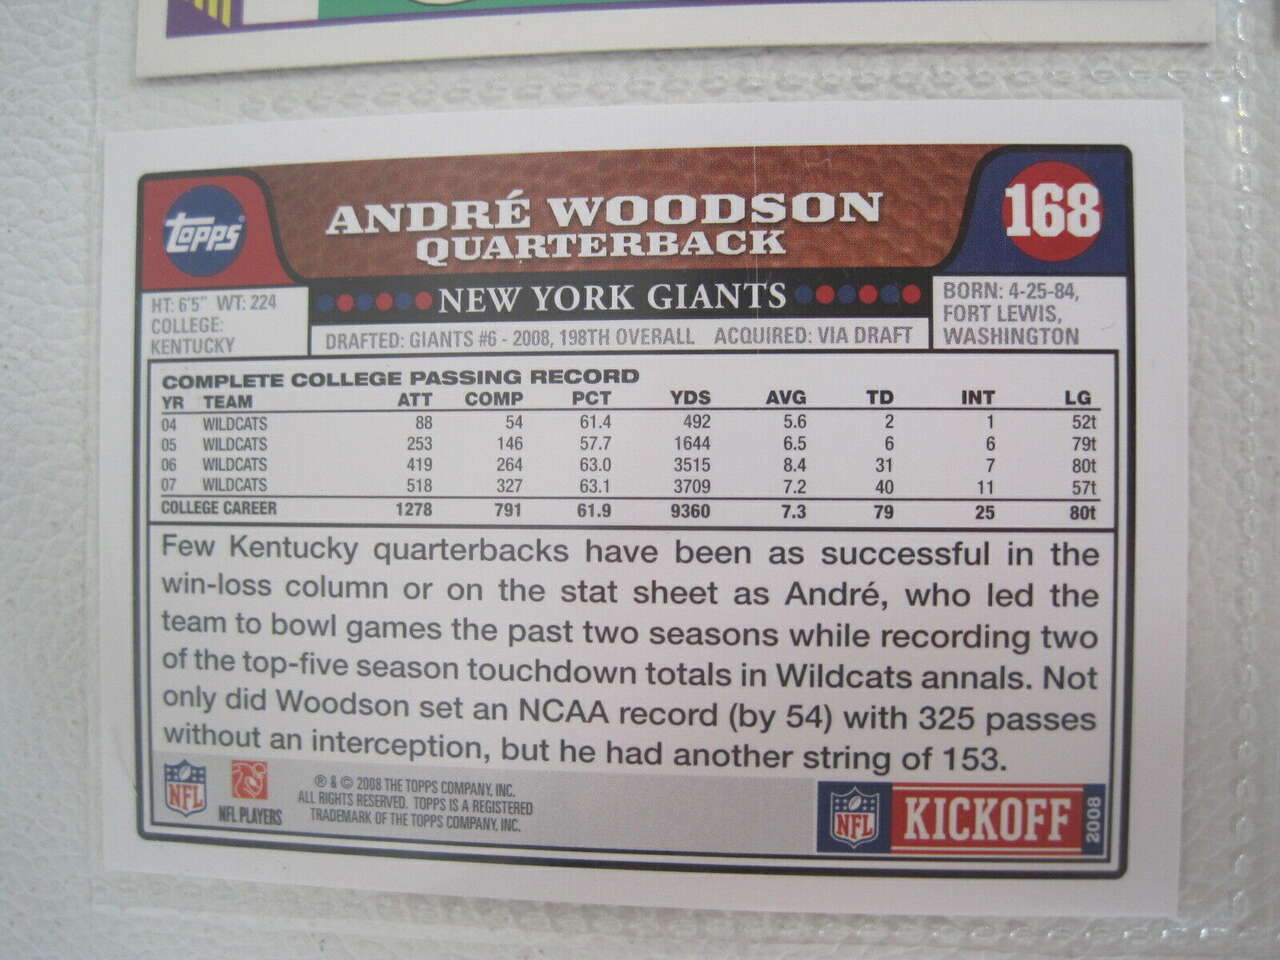 Topps
ANDRÉ WOODSON
QUARTERBACK
168
NEW YORK GIANTS
HT: 6'5" WT: 224
COLLEGE:
KENTUCKY
DRAFTED: GIANTS #6 - 2008, 198TH OVERALL ACQUIRED: VIA DRAFT
BORN: 4-25-84,
FORT LEWIS,
WASHINGTON
COMPLETE COLLEGE PASSING RECORD
YR TEAM ATT COMP PCT YDS AVG TD INT LG
04 WILDCATS 88 54 61.4 492 5.6 2 1 52t
05 WILDCATS 253 146 57.7 1644 6.5 6 6 79t
06 WILDCATS 419 264 63.0 3515 8.4 31 7 80t
07 WILDCATS 518 327 63.1 3709 7.2 40 11 57t
COLLEGE CAREER 1278 791 61.9 9360 7.3 79 25 80t
Few Kentucky quarterbacks have been as successful in the
win-loss column or on the stat sheet as André, who led the
team to bowl games the past two seasons while recording two
of the top-five season touchdown totals in Wildcats annals. Not
only did Woodson set an NCAA record (by 54) with 325 passes
without an interception, but he had another string of 153.
NFL
NFL PLAYERS
® & © 2008 THE TOPPS COMPANY, INC.
ALL RIGHTS RESERVED. TOPPS IS A REGISTERED
TRADEMARK OF THE TOPPS COMPANY, INC.
NFL
KICKOFF
2008